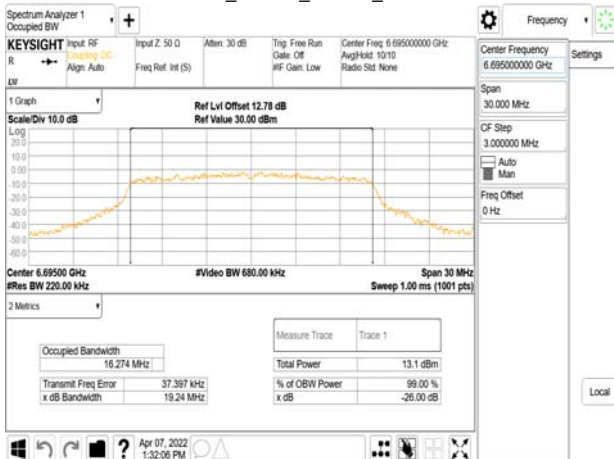 Spectrum Analyzer 1
Occupied BW
Frequency
KEYSIGHT
R
Input: RF
Coupling: DC
Align: Auto
Input Z: 50 Ω
Freq Ref: Int (S)
Atten: 30 dB
Trig: Free Run
Gate: Off
#IF Gain: Low
Center Freq: 6.695000000 GHz
Avg|Hold: 10/10
Radio Std: None
Center Frequency
6.695000000 GHz
Settings
Span
30.000 MHz
CF Step
3.000000 MHz
Auto
Man
Freq Offset
0 Hz
Local
1 Graph
Scale/Div 10.0 dB
Ref Lvl Offset 12.78 dB
Ref Value 30.00 dBm
Log
20.0
10.0
0.00
-10.0
-20.0
-30.0
-40.0
-50.0
-60.0
Center 6.69500 GHz
#Video BW 680.00 kHz
Span 30 MHz
#Res BW 220.00 kHz
Sweep 1.00 ms (1001 pts)
2 Metrics
Measure Trace
Trace 1
Occupied Bandwidth
16.274 MHz
Total Power
13.1 dBm
Transmit Freq Error
37.397 kHz
% of OBW Power
99.00 %
x dB Bandwidth
19.24 MHz
x dB
-26.00 dB
Apr 07, 2022
1:32:06 PM